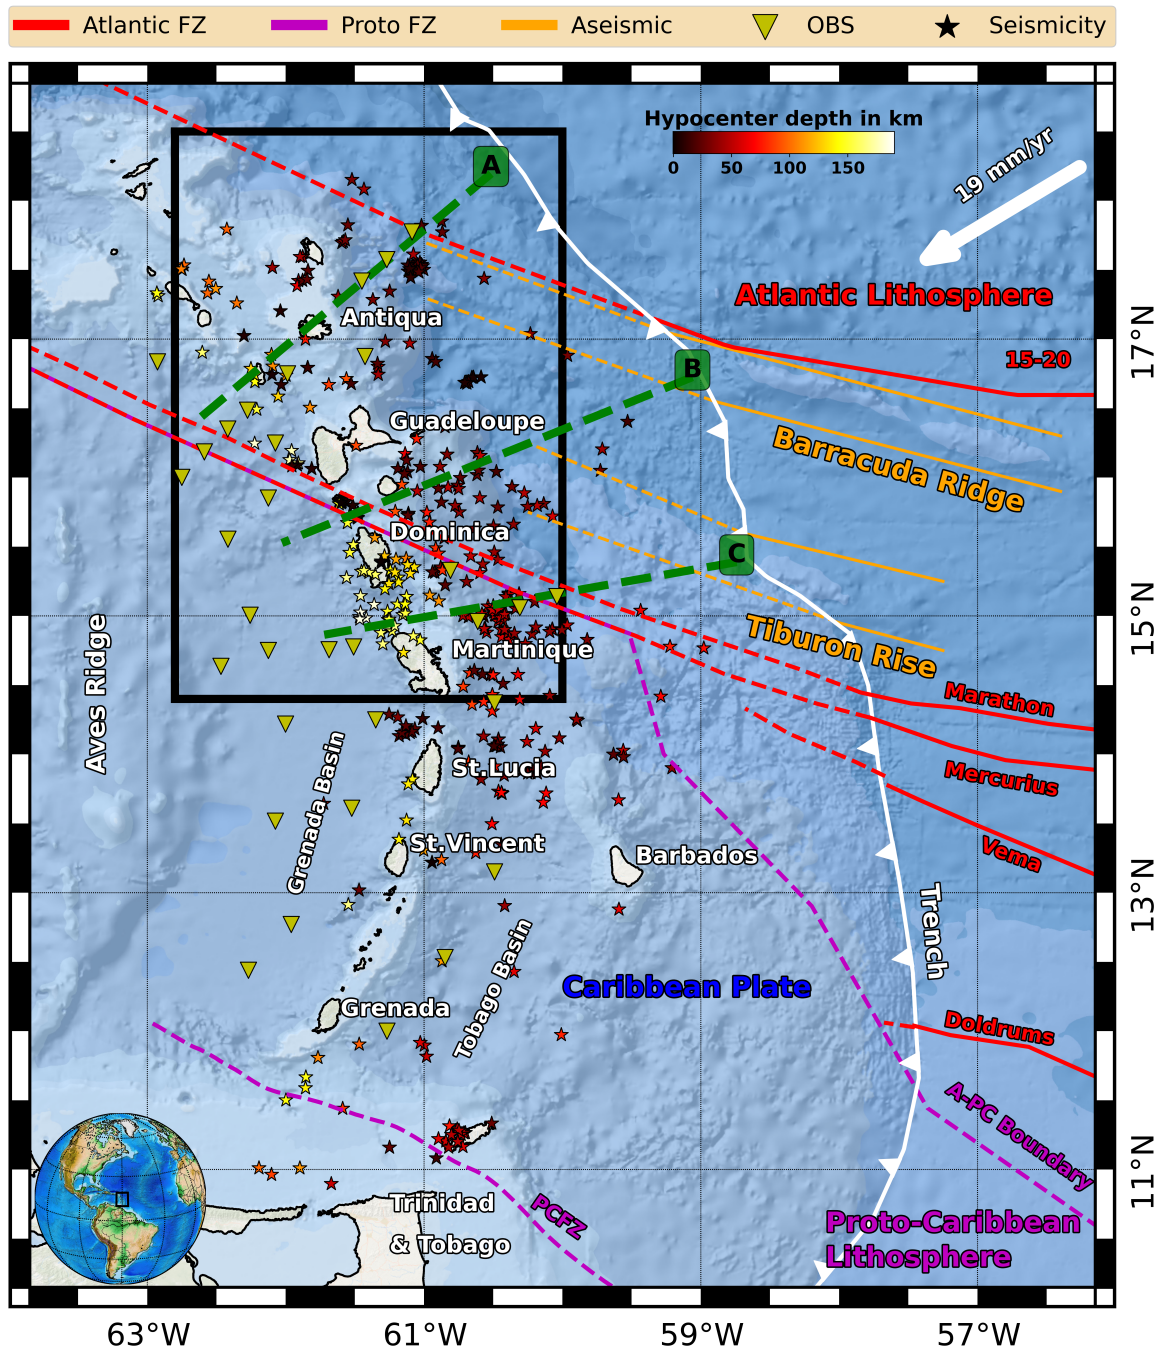 Atlantic FZ
Proto FZ
Aseismic
OBS
Seismicity
Hypocenter depth in km
0
50
100
150
19 mm/yr
A
Atlantic Lithosphere
Antiqua
17°N
15-20
B
Guadeloupe
Barracuda Ridge
Dominica
C
15°N
Tiburon Rise
Martinique
Aves Ridge
Marathon
Mercurius
St.Lucia
Grenada Basin
St.Vincent
Barbados
Vema
13°N
Trench
Tobago Basin
Caribbean Plate
Grenada
Doldrums
A-PC Boundary
11°N
Trinidad
& Tobago
PCFZ
Proto-Caribbean
Lithosphere
63°W
61°W
59°W
57°W